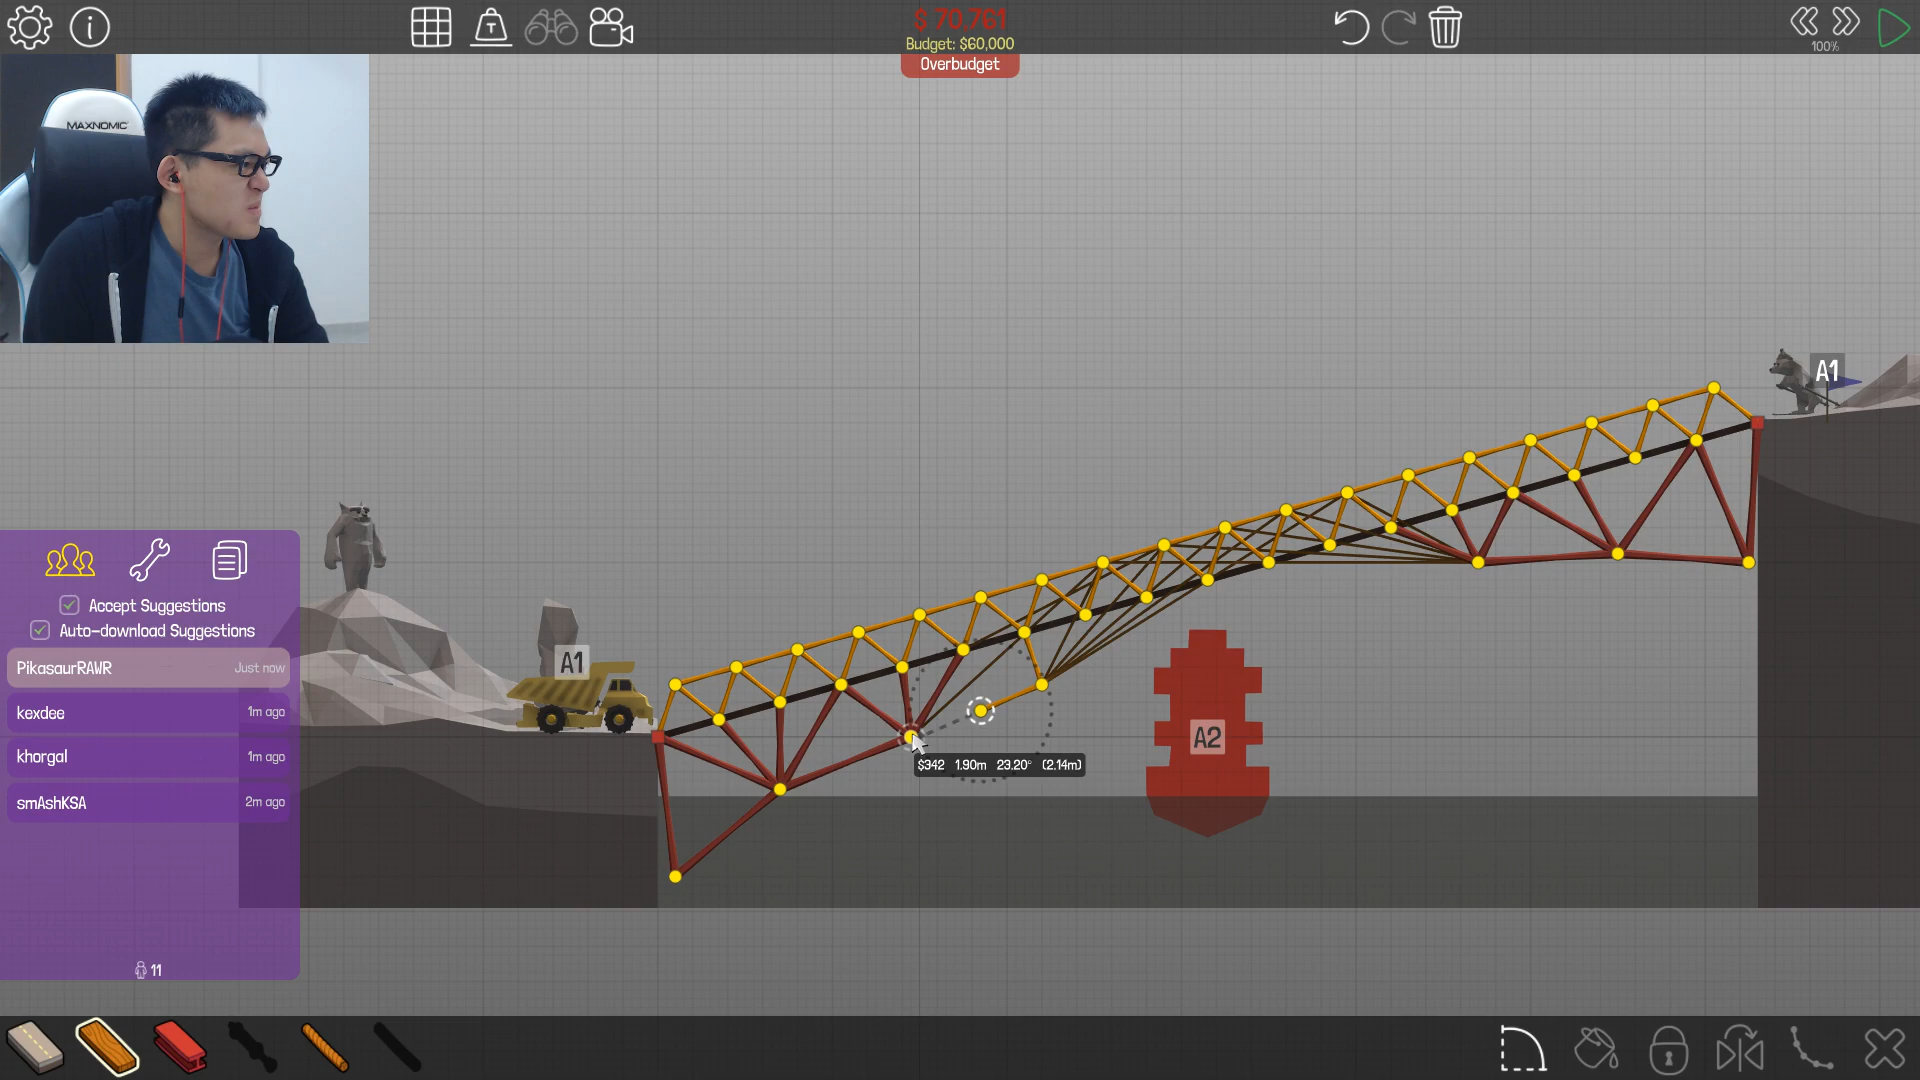 $ 70,761
Budget: $60,000
Overbudget
100%
MAXNOMIC
A1
A1
A2
$342 1.90m 23.20° (2.14m)
Accept Suggestions
Auto-download Suggestions
PikasaurRAWR Just now
kexdee 1m ago
khorgal 1m ago
smAshKSA 2m ago
11